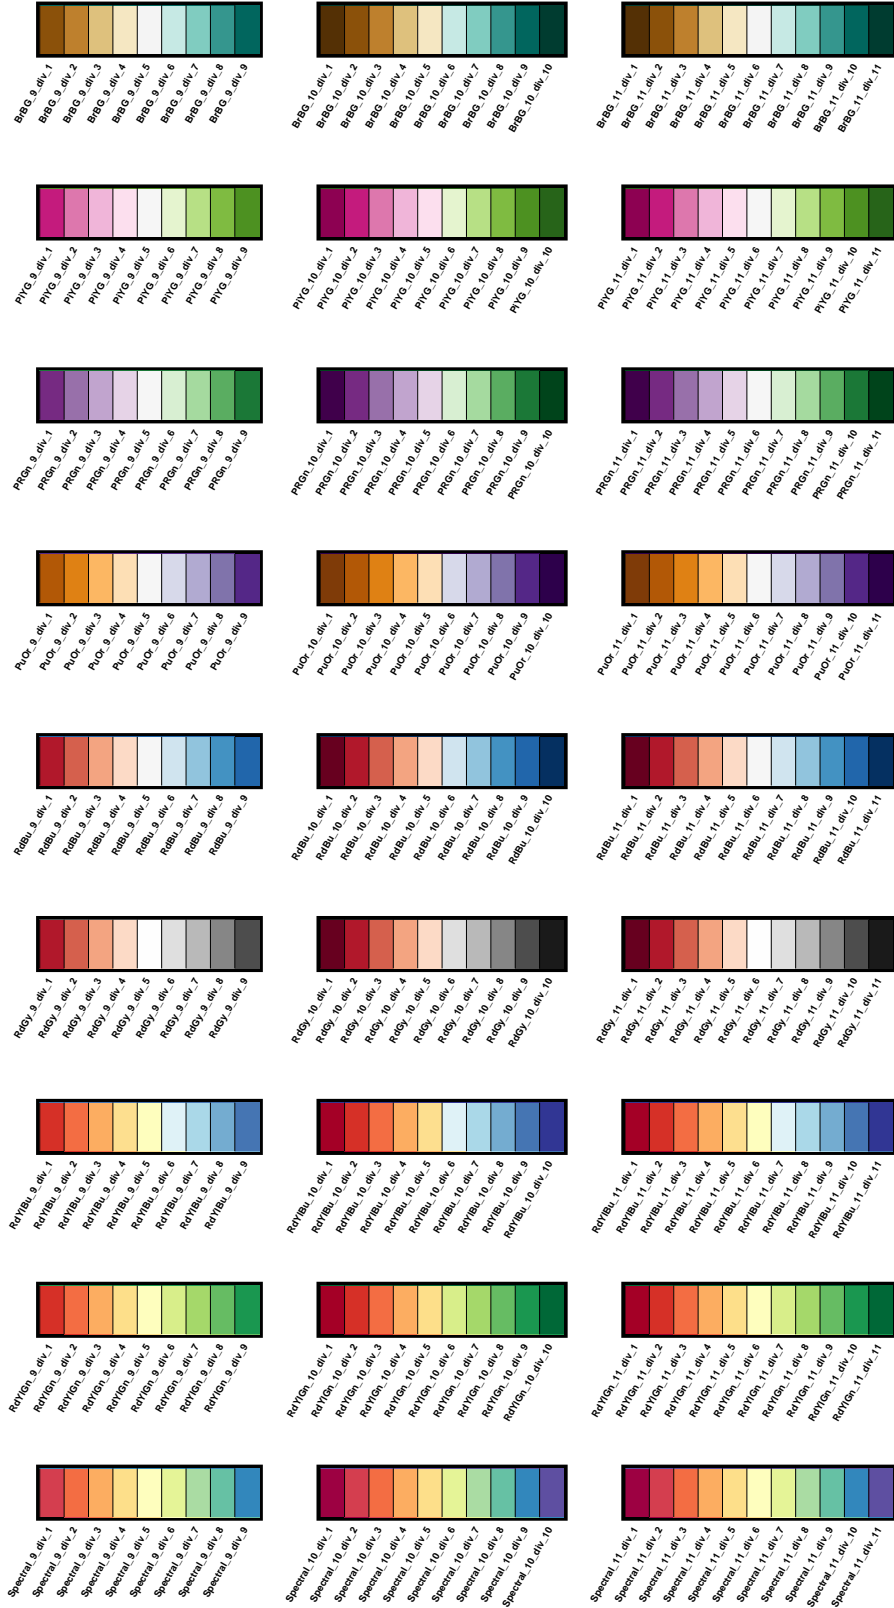 BrBG_9_div_1
BrBG_9_div_2
BrBG_9_div_3
BrBG_9_div_4
BrBG_9_div_5
BrBG_9_div_6
BrBG_9_div_7
BrBG_9_div_8
BrBG_9_div_9
BrBG_10_div_1
BrBG_10_div_2
BrBG_10_div_3
BrBG_10_div_4
BrBG_10_div_5
BrBG_10_div_6
BrBG_10_div_7
BrBG_10_div_8
BrBG_10_div_9
BrBG_10_div_10
BrBG_11_div_1
BrBG_11_div_2
BrBG_11_div_3
BrBG_11_div_4
BrBG_11_div_5
BrBG_11_div_6
BrBG_11_div_7
BrBG_11_div_8
BrBG_11_div_9
BrBG_11_div_10
BrBG_11_div_11
PiYG_9_div_1
PiYG_9_div_2
PiYG_9_div_3
PiYG_9_div_4
PiYG_9_div_5
PiYG_9_div_6
PiYG_9_div_7
PiYG_9_div_8
PiYG_9_div_9
PiYG_10_div_1
PiYG_10_div_2
PiYG_10_div_3
PiYG_10_div_4
PiYG_10_div_5
PiYG_10_div_6
PiYG_10_div_7
PiYG_10_div_8
PiYG_10_div_9
PiYG_10_div_10
PiYG_11_div_1
PiYG_11_div_2
PiYG_11_div_3
PiYG_11_div_4
PiYG_11_div_5
PiYG_11_div_6
PiYG_11_div_7
PiYG_11_div_8
PiYG_11_div_9
PiYG_11_div_10
PiYG_11_div_11
PRGn_9_div_1
PRGn_9_div_2
PRGn_9_div_3
PRGn_9_div_4
PRGn_9_div_5
PRGn_9_div_6
PRGn_9_div_7
PRGn_9_div_8
PRGn_9_div_9
PRGn_10_div_1
PRGn_10_div_2
PRGn_10_div_3
PRGn_10_div_4
PRGn_10_div_5
PRGn_10_div_6
PRGn_10_div_7
PRGn_10_div_8
PRGn_10_div_9
PRGn_10_div_10
PRGn_11_div_1
PRGn_11_div_2
PRGn_11_div_3
PRGn_11_div_4
PRGn_11_div_5
PRGn_11_div_6
PRGn_11_div_7
PRGn_11_div_8
PRGn_11_div_9
PRGn_11_div_10
PRGn_11_div_11
PuOr_9_div_1
PuOr_9_div_2
PuOr_9_div_3
PuOr_9_div_4
PuOr_9_div_5
PuOr_9_div_6
PuOr_9_div_7
PuOr_9_div_8
PuOr_9_div_9
PuOr_10_div_1
PuOr_10_div_2
PuOr_10_div_3
PuOr_10_div_4
PuOr_10_div_5
PuOr_10_div_6
PuOr_10_div_7
PuOr_10_div_8
PuOr_10_div_9
PuOr_10_div_10
PuOr_11_div_1
PuOr_11_div_2
PuOr_11_div_3
PuOr_11_div_4
PuOr_11_div_5
PuOr_11_div_6
PuOr_11_div_7
PuOr_11_div_8
PuOr_11_div_9
PuOr_11_div_10
PuOr_11_div_11
RdBu_9_div_1
RdBu_9_div_2
RdBu_9_div_3
RdBu_9_div_4
RdBu_9_div_5
RdBu_9_div_6
RdBu_9_div_7
RdBu_9_div_8
RdBu_9_div_9
RdBu_10_div_1
RdBu_10_div_2
RdBu_10_div_3
RdBu_10_div_4
RdBu_10_div_5
RdBu_10_div_6
RdBu_10_div_7
RdBu_10_div_8
RdBu_10_div_9
RdBu_10_div_10
RdBu_11_div_1
RdBu_11_div_2
RdBu_11_div_3
RdBu_11_div_4
RdBu_11_div_5
RdBu_11_div_6
RdBu_11_div_7
RdBu_11_div_8
RdBu_11_div_9
RdBu_11_div_10
RdBu_11_div_11
RdGy_9_div_1
RdGy_9_div_2
RdGy_9_div_3
RdGy_9_div_4
RdGy_9_div_5
RdGy_9_div_6
RdGy_9_div_7
RdGy_9_div_8
RdGy_9_div_9
RdGy_10_div_1
RdGy_10_div_2
RdGy_10_div_3
RdGy_10_div_4
RdGy_10_div_5
RdGy_10_div_6
RdGy_10_div_7
RdGy_10_div_8
RdGy_10_div_9
RdGy_10_div_10
RdGy_11_div_1
RdGy_11_div_2
RdGy_11_div_3
RdGy_11_div_4
RdGy_11_div_5
RdGy_11_div_6
RdGy_11_div_7
RdGy_11_div_8
RdGy_11_div_9
RdGy_11_div_10
RdGy_11_div_11
RdYlBu_9_div_1
RdYlBu_9_div_2
RdYlBu_9_div_3
RdYlBu_9_div_4
RdYlBu_9_div_5
RdYlBu_9_div_6
RdYlBu_9_div_7
RdYlBu_9_div_8
RdYlBu_9_div_9
RdYlBu_10_div_1
RdYlBu_10_div_2
RdYlBu_10_div_3
RdYlBu_10_div_4
RdYlBu_10_div_5
RdYlBu_10_div_6
RdYlBu_10_div_7
RdYlBu_10_div_8
RdYlBu_10_div_9
RdYlBu_10_div_10
RdYlBu_11_div_1
RdYlBu_11_div_2
RdYlBu_11_div_3
RdYlBu_11_div_4
RdYlBu_11_div_5
RdYlBu_11_div_6
RdYlBu_11_div_7
RdYlBu_11_div_8
RdYlBu_11_div_9
RdYlBu_11_div_10
RdYlBu_11_div_11
RdYlGn_9_div_1
RdYlGn_9_div_2
RdYlGn_9_div_3
RdYlGn_9_div_4
RdYlGn_9_div_5
RdYlGn_9_div_6
RdYlGn_9_div_7
RdYlGn_9_div_8
RdYlGn_9_div_9
RdYlGn_10_div_1
RdYlGn_10_div_2
RdYlGn_10_div_3
RdYlGn_10_div_4
RdYlGn_10_div_5
RdYlGn_10_div_6
RdYlGn_10_div_7
RdYlGn_10_div_8
RdYlGn_10_div_9
RdYlGn_10_div_10
RdYlGn_11_div_1
RdYlGn_11_div_2
RdYlGn_11_div_3
RdYlGn_11_div_4
RdYlGn_11_div_5
RdYlGn_11_div_6
RdYlGn_11_div_7
RdYlGn_11_div_8
RdYlGn_11_div_9
RdYlGn_11_div_10
RdYlGn_11_div_11
Spectral_9_div_1
Spectral_9_div_2
Spectral_9_div_3
Spectral_9_div_4
Spectral_9_div_5
Spectral_9_div_6
Spectral_9_div_7
Spectral_9_div_8
Spectral_9_div_9
Spectral_10_div_1
Spectral_10_div_2
Spectral_10_div_3
Spectral_10_div_4
Spectral_10_div_5
Spectral_10_div_6
Spectral_10_div_7
Spectral_10_div_8
Spectral_10_div_9
Spectral_10_div_10
Spectral_11_div_1
Spectral_11_div_2
Spectral_11_div_3
Spectral_11_div_4
Spectral_11_div_5
Spectral_11_div_6
Spectral_11_div_7
Spectral_11_div_8
Spectral_11_div_9
Spectral_11_div_10
Spectral_11_div_11